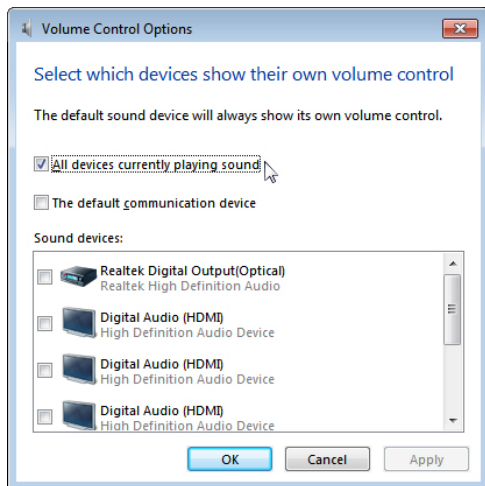 Volume Control Options
Select which devices show their own volume control
The default sound device will always show its own volume control.
All devices currently playing sound
The default communication device
Sound devices:
Realtek Digital Output(Optical)
Realtek High Definition Audio
Digital Audio (HDMI)
High Definition Audio Device
Digital Audio (HDMI)
High Definition Audio Device
Digital Audio (HDMI)
High Definition Audio Device
OK Cancel Apply